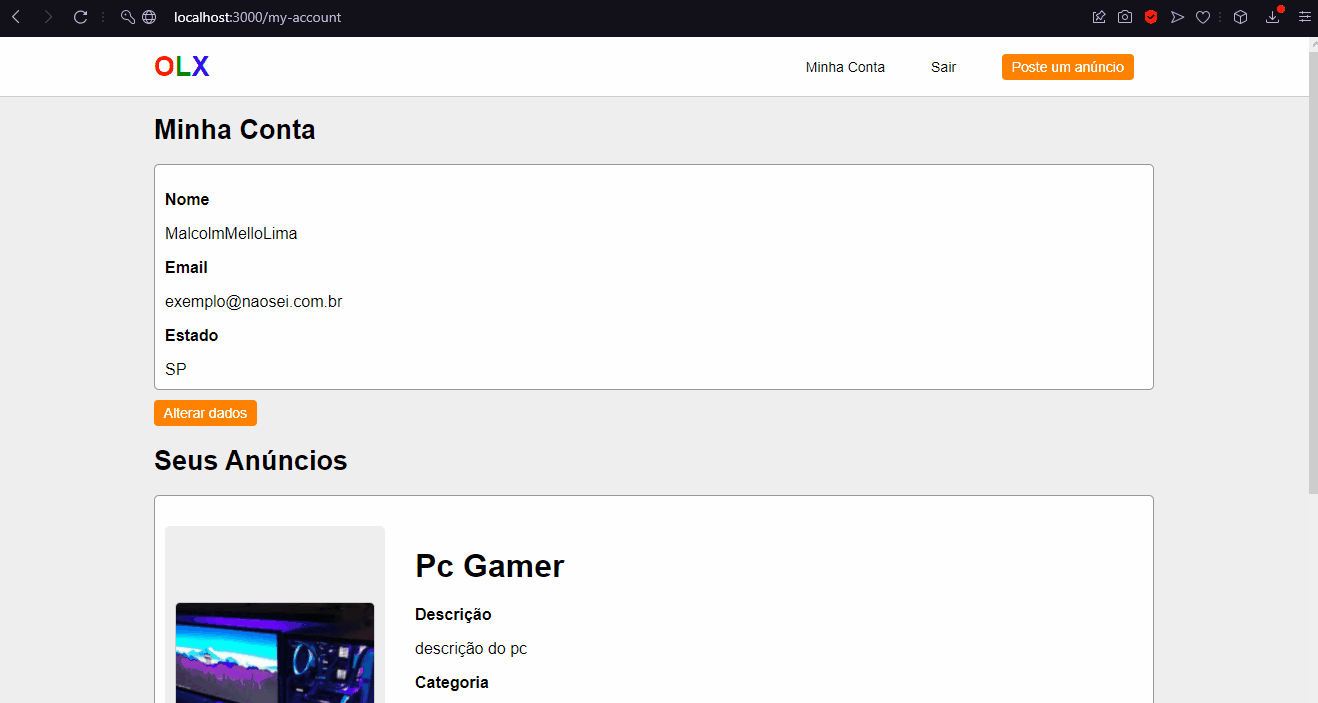 localhost:3000/my-account
OLX
Minha Conta
Sair
Poste um anúncio
Minha Conta
Nome
MalcolmMelloLima
Email
exemplo@naosei.com.br
Estado
SP
Alterar dados
Seus Anúncios
Pc Gamer
Descrição
descrição do pc
Categoria